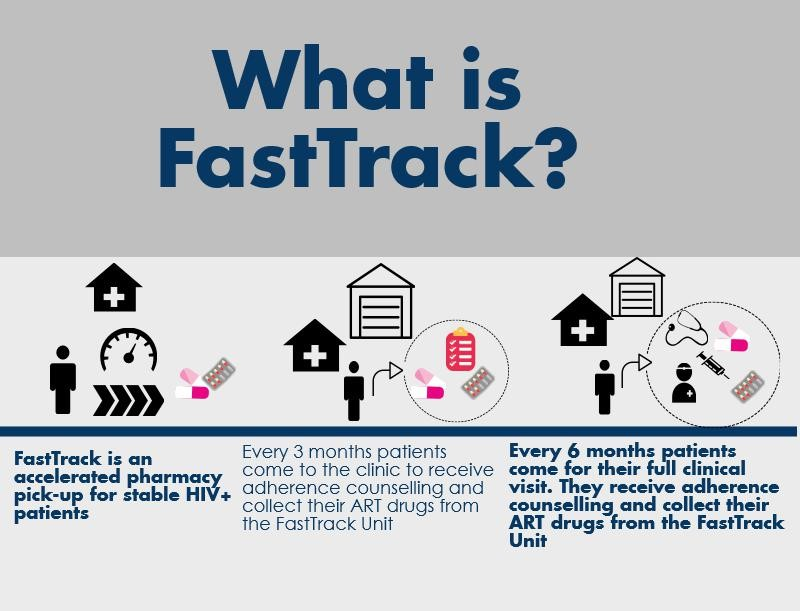 What is
FastTrack?
FastTrack is an
accelerated pharmacy
pick-up for stable HIV+
patients
Every 3 months patients
come to the clinic to receive
adherence counselling and
collect their ART drugs from
the FastTrack Unit
Every 6 months patients
come for their full clinical
visit. They receive adherence
counselling and collect their
ART drugs from the FastTrack
Unit